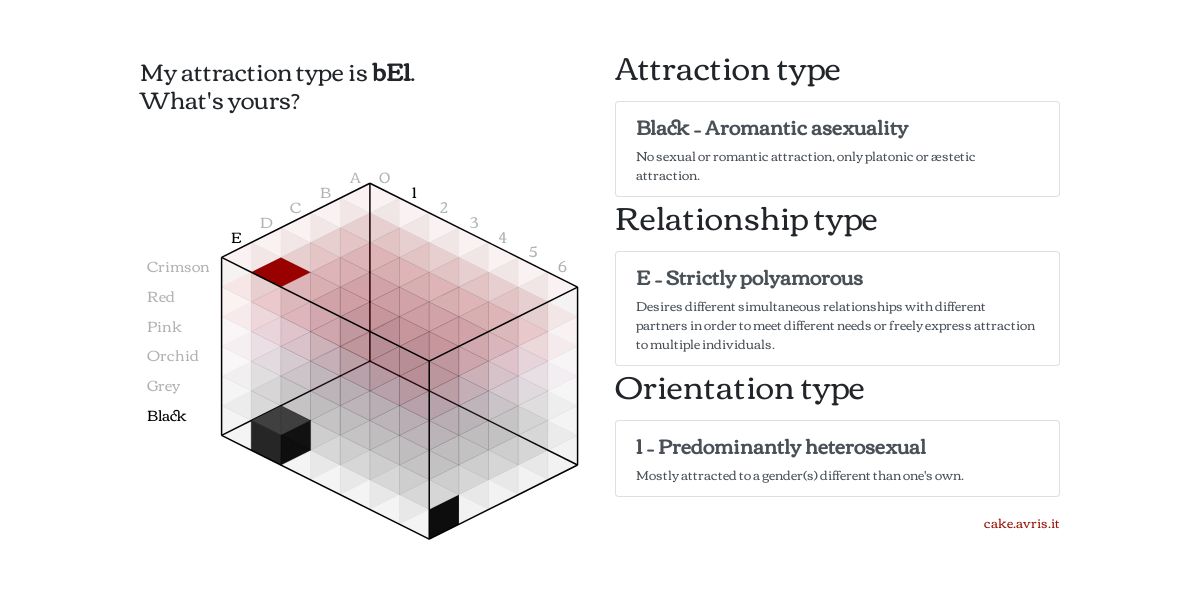 My attraction type is bE1.
What's yours?
A
O
B
1
C
2
D
3
E
4
5
6
Crimson
Red
Pink
Orchid
Grey
Black
Attraction type
Black – Aromantic asexuality
No sexual or romantic attraction, only platonic or æstetic
attraction.
Relationship type
E – Strictly polyamorous
Desires different simultaneous relationships with different
partners in order to meet different needs or freely express attraction
to multiple individuals.
Orientation type
1 – Predominantly heterosexual
Mostly attracted to a gender(s) different than one's own.
cake.avris.it